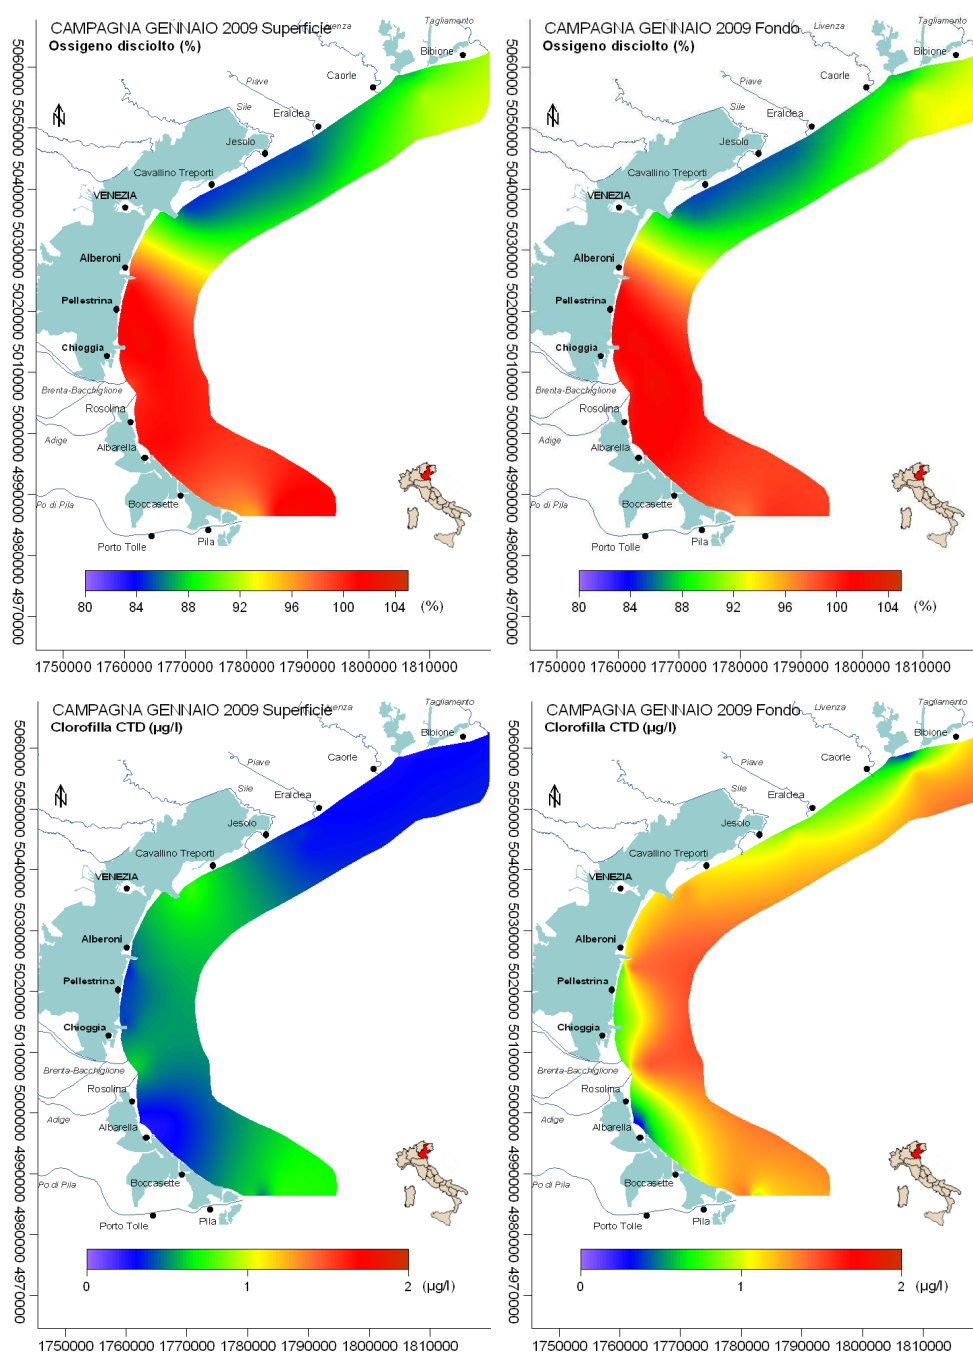 CAMPAGNA GENNAIO 2009 Superficie
Ossigeno disciolto (%)
Livenza
Tagliamento
Bibione
Caorle
Piave
Eraldea
Sile
Jesolo
Cavallino Treporti
VENEZIA
Alberoni
Pellestrina
Chioggia
Brenta-Bacchiglione
Rosolina
Adige
Albarella
Po di Pila
Boccasette
Porto Tolle
Pila
N
5060000
5050000
5040000
5030000
5020000
5010000
5000000
4990000
4980000
4970000
80 84 88 92 96 100 104 (%)
1750000 1760000 1770000 1780000 1790000 1800000 1810000
CAMPAGNA GENNAIO 2009 Fondo
Ossigeno disciolto (%)
Livenza
Tagliamento
Bibione
Caorle
Piave
Eraldea
Sile
Jesolo
Cavallino Treporti
VENEZIA
Alberoni
Pellestrina
Chioggia
Brenta-Bacchiglione
Rosolina
Adige
Albarella
Po di Pila
Boccasette
Porto Tolle
Pila
N
5060000
5050000
5040000
5030000
5020000
5010000
5000000
4990000
4980000
4970000
80 84 88 92 96 100 104 (%)
1750000 1760000 1770000 1780000 1790000 1800000 1810000
CAMPAGNA GENNAIO 2009 Superficie
Clorofilla CTD (µg/l)
Livenza
Tagliamento
Bibione
Caorle
Piave
Eraldea
Sile
Jesolo
Cavallino Treporti
VENEZIA
Alberoni
Pellestrina
Chioggia
Brenta-Bacchiglione
Rosolina
Adige
Albarella
Po di Pila
Boccasette
Porto Tolle
Pila
N
5060000
5050000
5040000
5030000
5020000
5010000
5000000
4990000
4980000
4970000
0 1 2 (µg/l)
1750000 1760000 1770000 1780000 1790000 1800000 1810000
CAMPAGNA GENNAIO 2009 Fondo
Clorofilla CTD (µg/l)
Livenza
Tagliamento
Bibione
Caorle
Piave
Eraldea
Sile
Jesolo
Cavallino Treporti
VENEZIA
Alberoni
Pellestrina
Chioggia
Brenta-Bacchiglione
Rosolina
Adige
Albarella
Po di Pila
Boccasette
Porto Tolle
Pila
N
5060000
5050000
5040000
5030000
5020000
5010000
5000000
4990000
4980000
4970000
0 1 2 (µg/l)
1750000 1760000 1770000 1780000 1790000 1800000 1810000